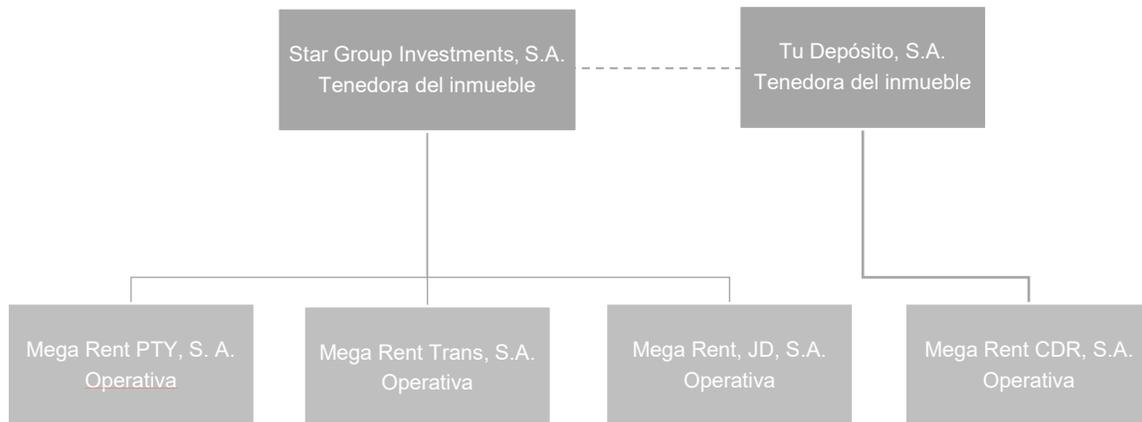 Star Group Investments, S.A.
Tenedora del inmueble
Tu Depósito, S.A.
Tenedora del inmueble
Mega Rent PTY, S. A.
Operativa
Mega Rent Trans, S.A.
Operativa
Mega Rent, JD, S.A.
Operativa
Mega Rent CDR, S.A.
Operativa